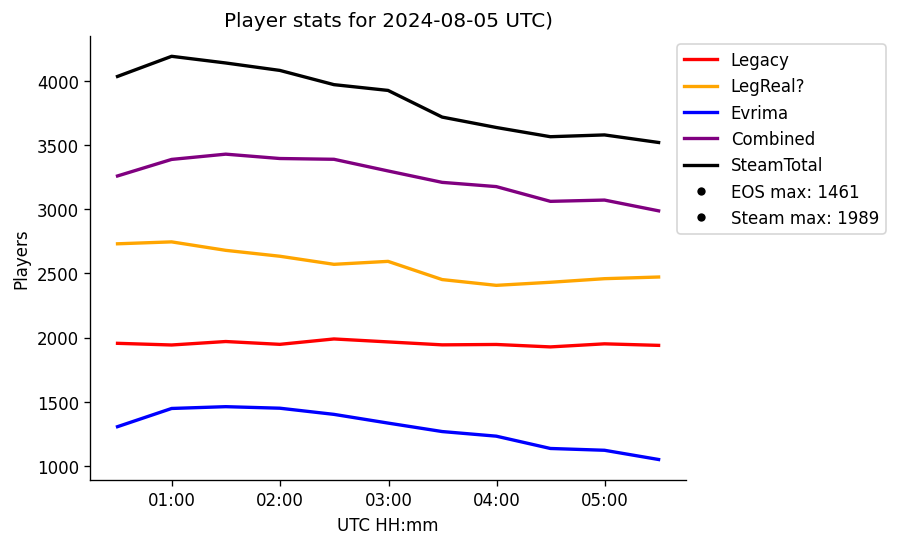 Player stats for 2024-08-05 UTC)
Legacy
LegReal?
Evrima
Combined
SteamTotal
EOS max: 1461
Steam max: 1989
Players
4000
3500
3000
2500
2000
1500
1000
01:00 02:00 03:00 04:00 05:00
UTC HH:mm